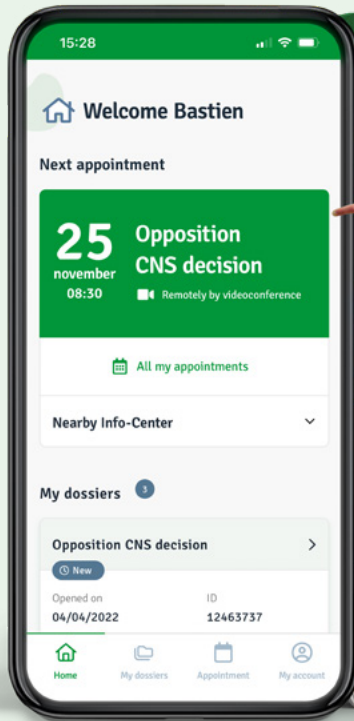 15:28
Welcome Bastien
Next appointment
25
november
08:30
Opposition
CNS decision
Remotely by videoconference
All my appointments
Nearby Info-Center
My dossiers 3
Opposition CNS decision
New
Opened on ID
04/04/2022 12463737
Home My dossiers Appointment My account